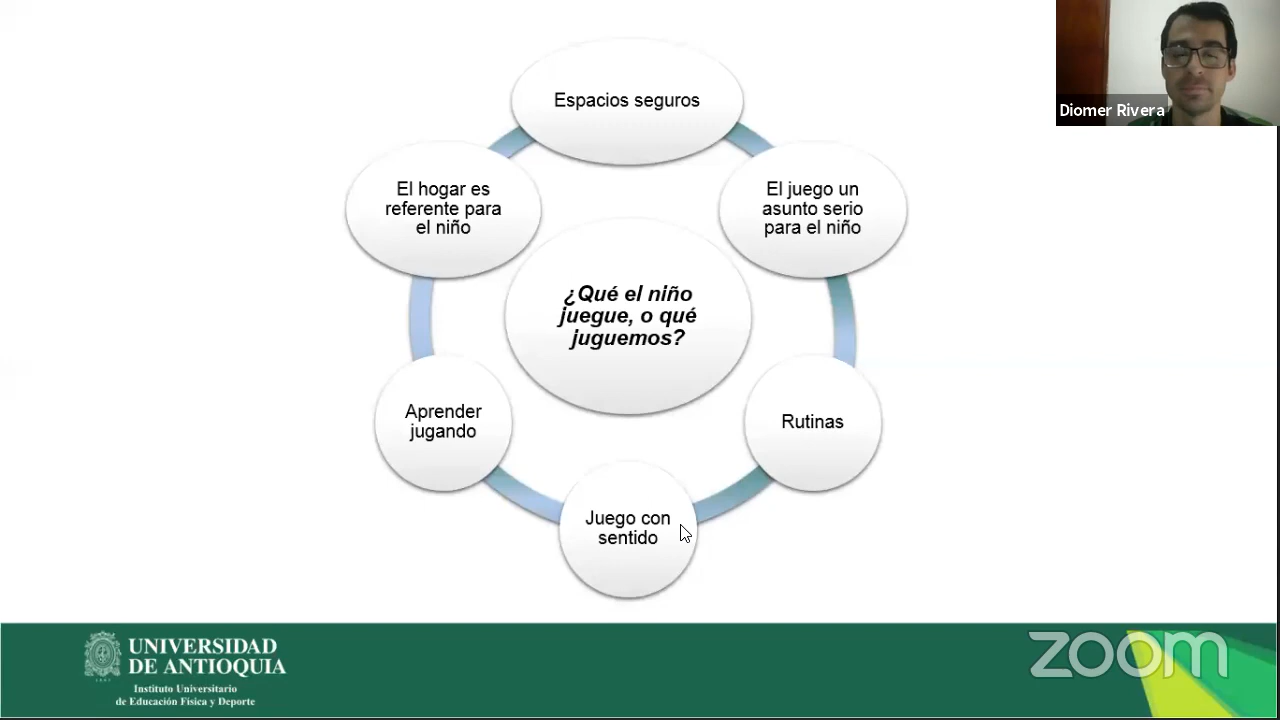 Espacios seguros
Diomer Rivera
El hogar es
referente para
el niño
El juego un
asunto serio
para el niño
¿Qué el niño
juegue, o qué
juguemos?
Aprender
jugando
Rutinas
Juego con
sentido
UNIVERSIDAD
DE ANTIOQUIA
Instituto Universitario
de Educación Física y Deporte
zoom